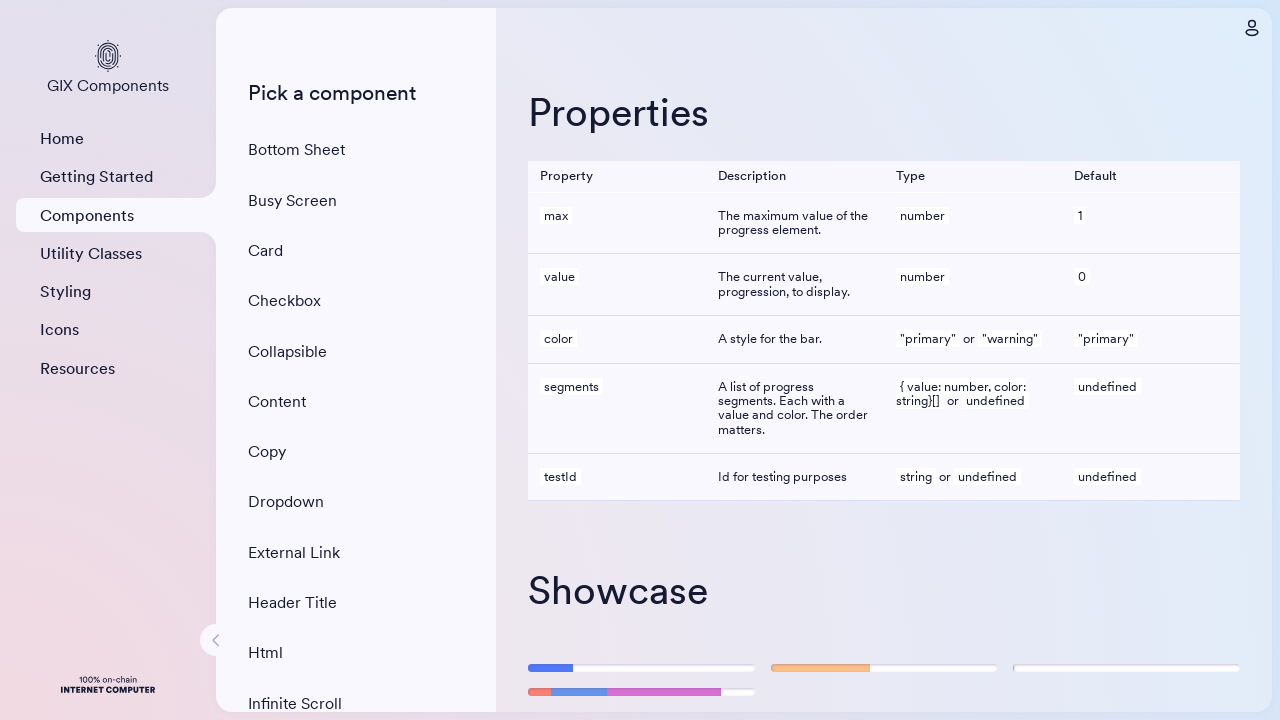 GIX Components
Home
Getting Started
Components
Utility Classes
Styling
Icons
Resources
100% on-chain
INTERNET COMPUTER
Pick a component
Bottom Sheet
Busy Screen
Card
Checkbox
Collapsible
Content
Copy
Dropdown
External Link
Header Title
Html
Infinite Scroll
Properties
Property Description Type Default
max The maximum value of the number 1
progress element.
value The current value, number 0
progression, to display.
color A style for the bar. "primary" or "warning" "primary"
segments A list of progress { value: number, color: undefined
segments. Each with a string}[] or undefined
value and color. The order
matters.
testId Id for testing purposes string or undefined undefined
Showcase